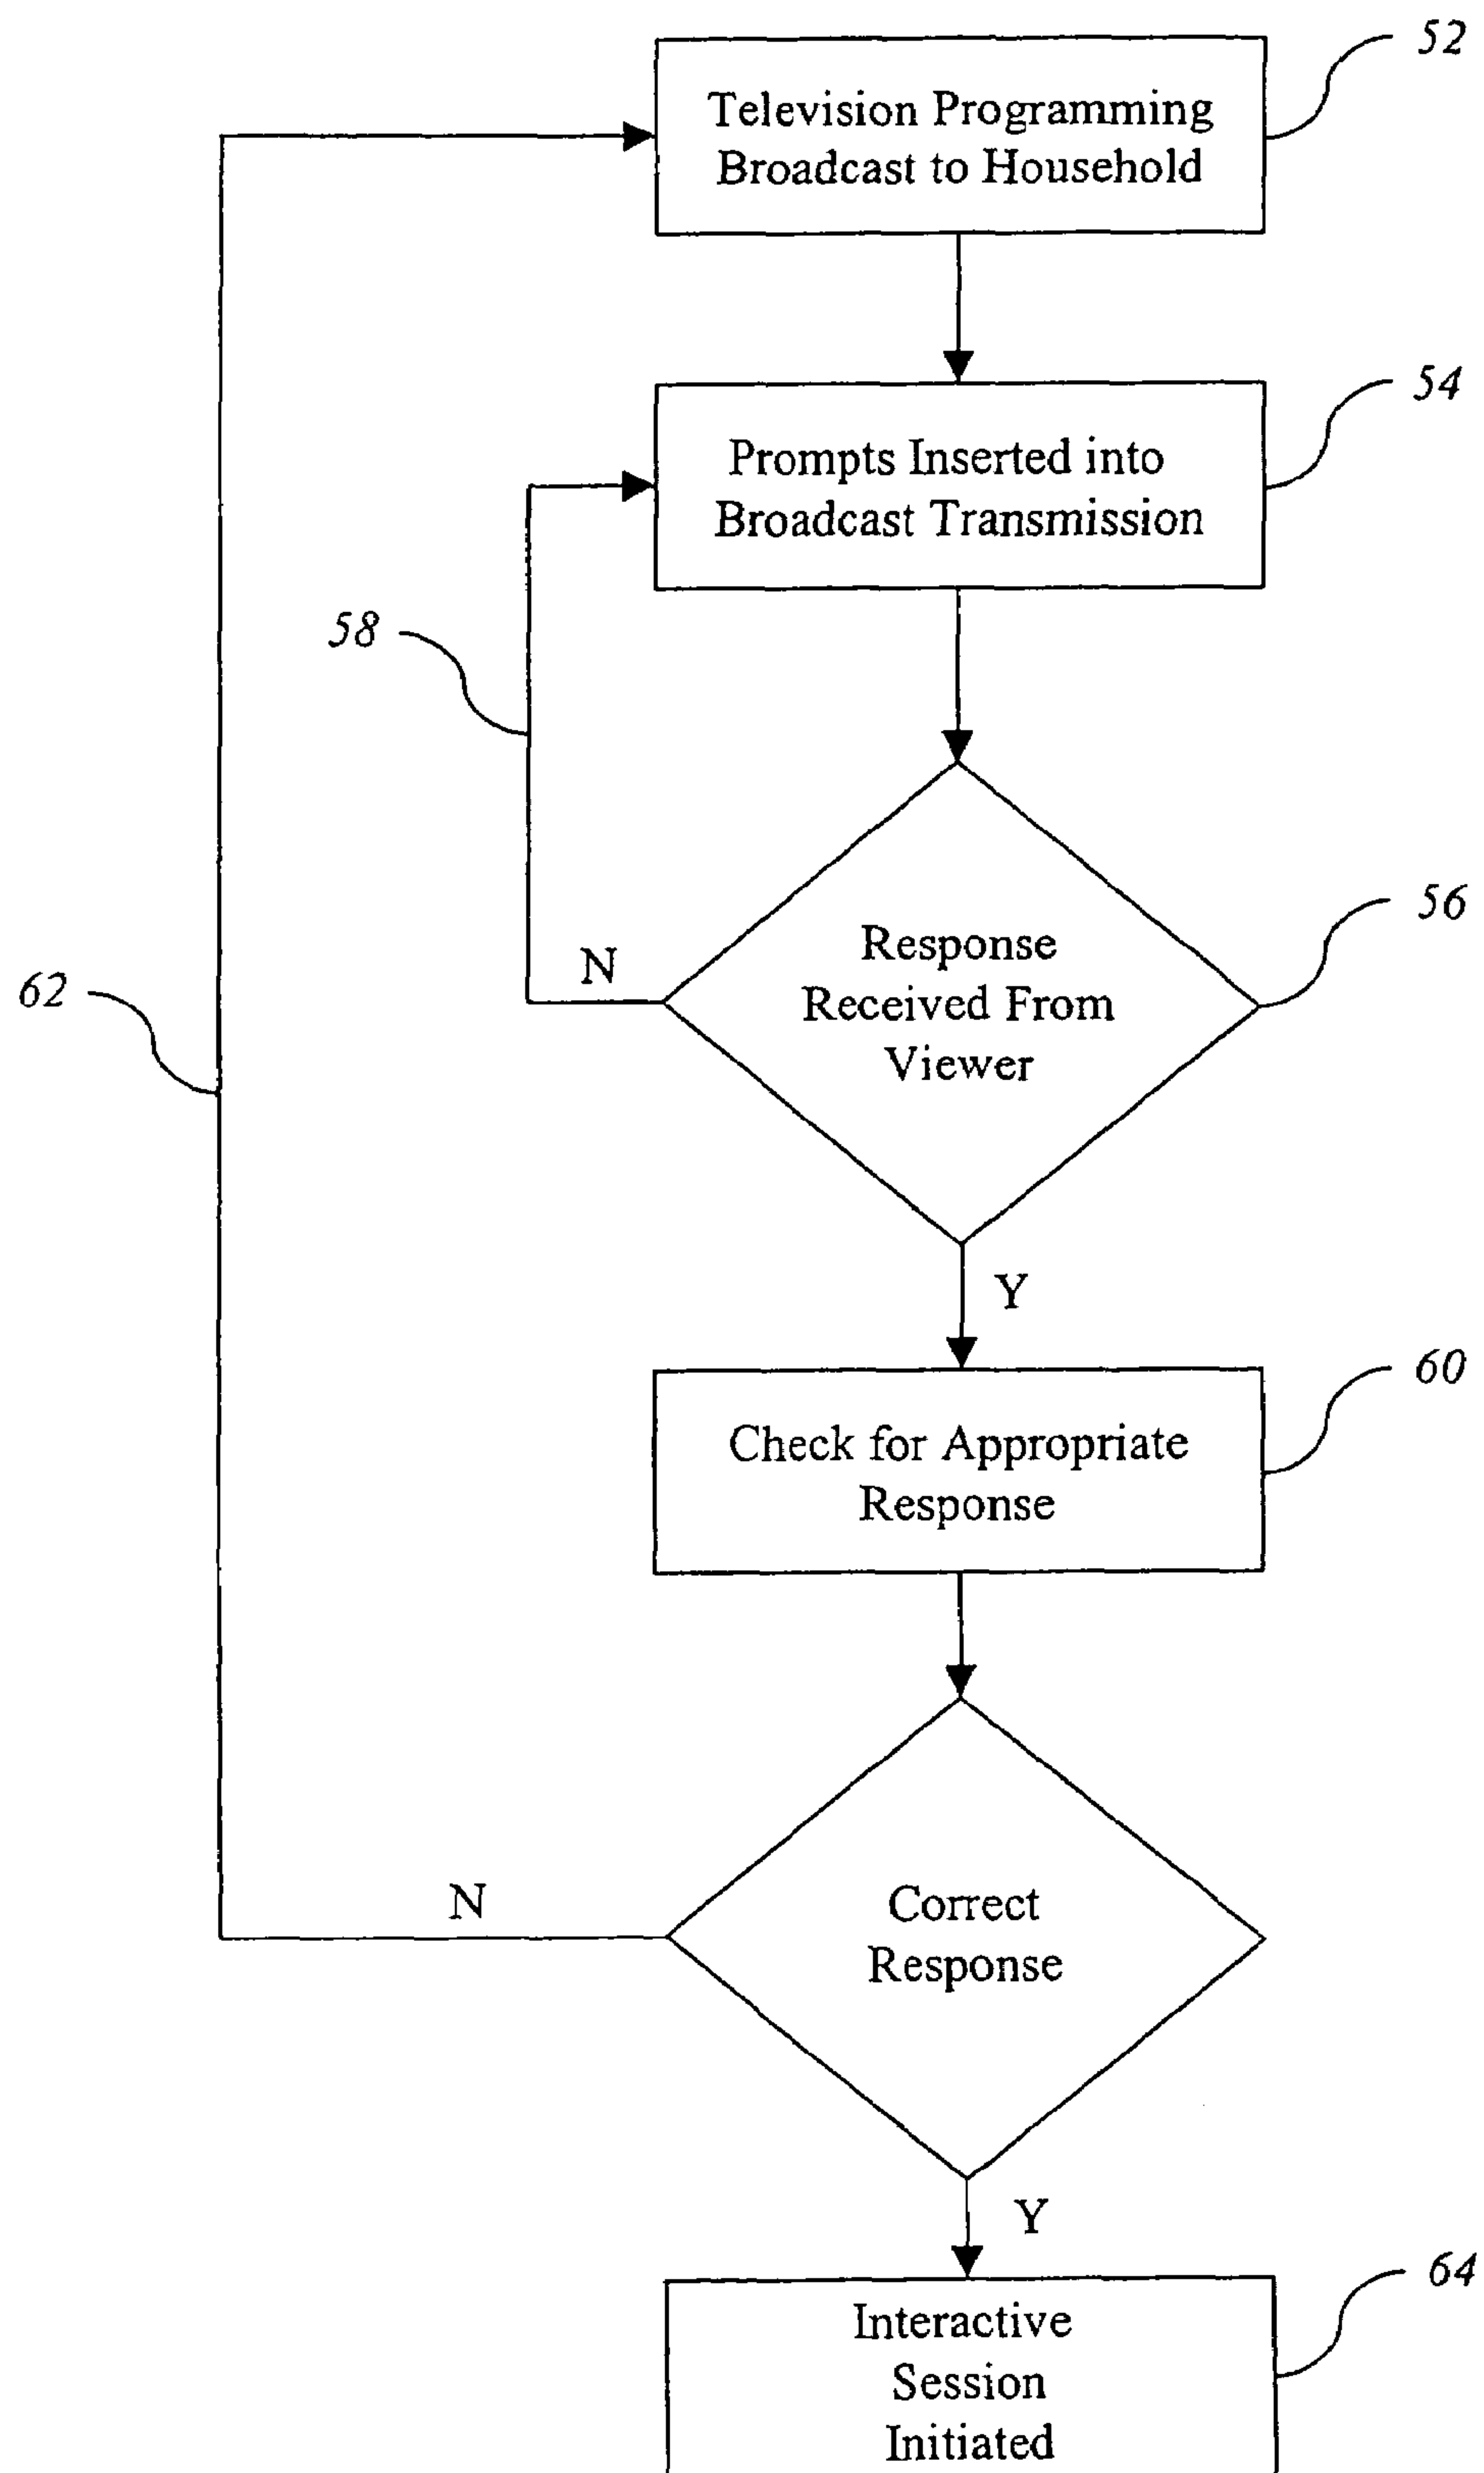 52
Television Programming
Broadcast to Household
54
Prompts Inserted into
Broadcast Transmission
58
56
Response
Received From
Viewer
N
62
Y
60
Check for Appropriate
Response
N
Correct
Response
Y
64
Interactive
Session
Initiated